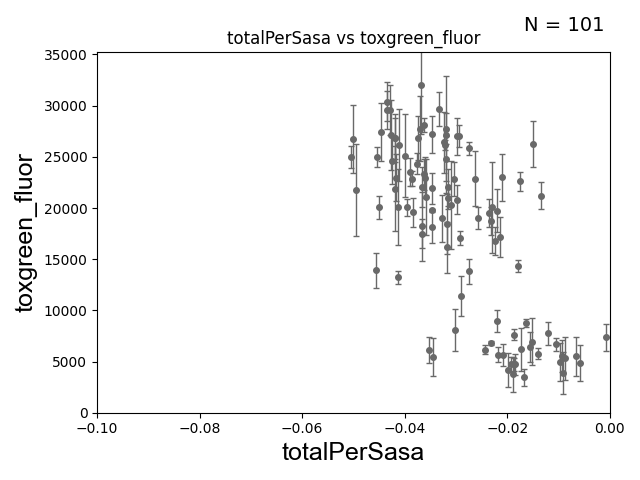 N = 101
totalPerSasa vs toxgreen_fluor
35000
30000
25000
20000
15000
10000
5000
0
toxgreen_fluor
−0.10 −0.08 −0.06 −0.04 −0.02 0.00
totalPerSasa